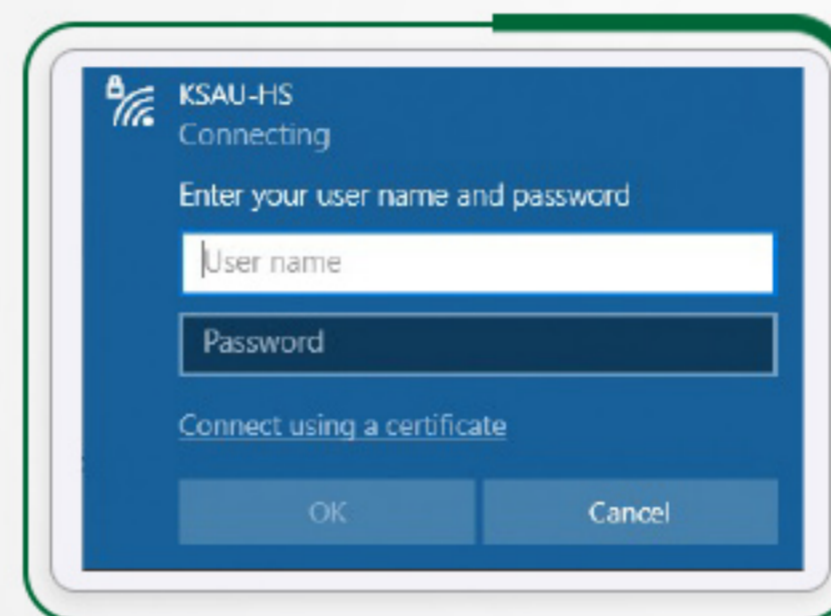 KSAU-HS
Connecting
Enter your user name and password
User name
Password
Connect using a certificate
OK
Cancel